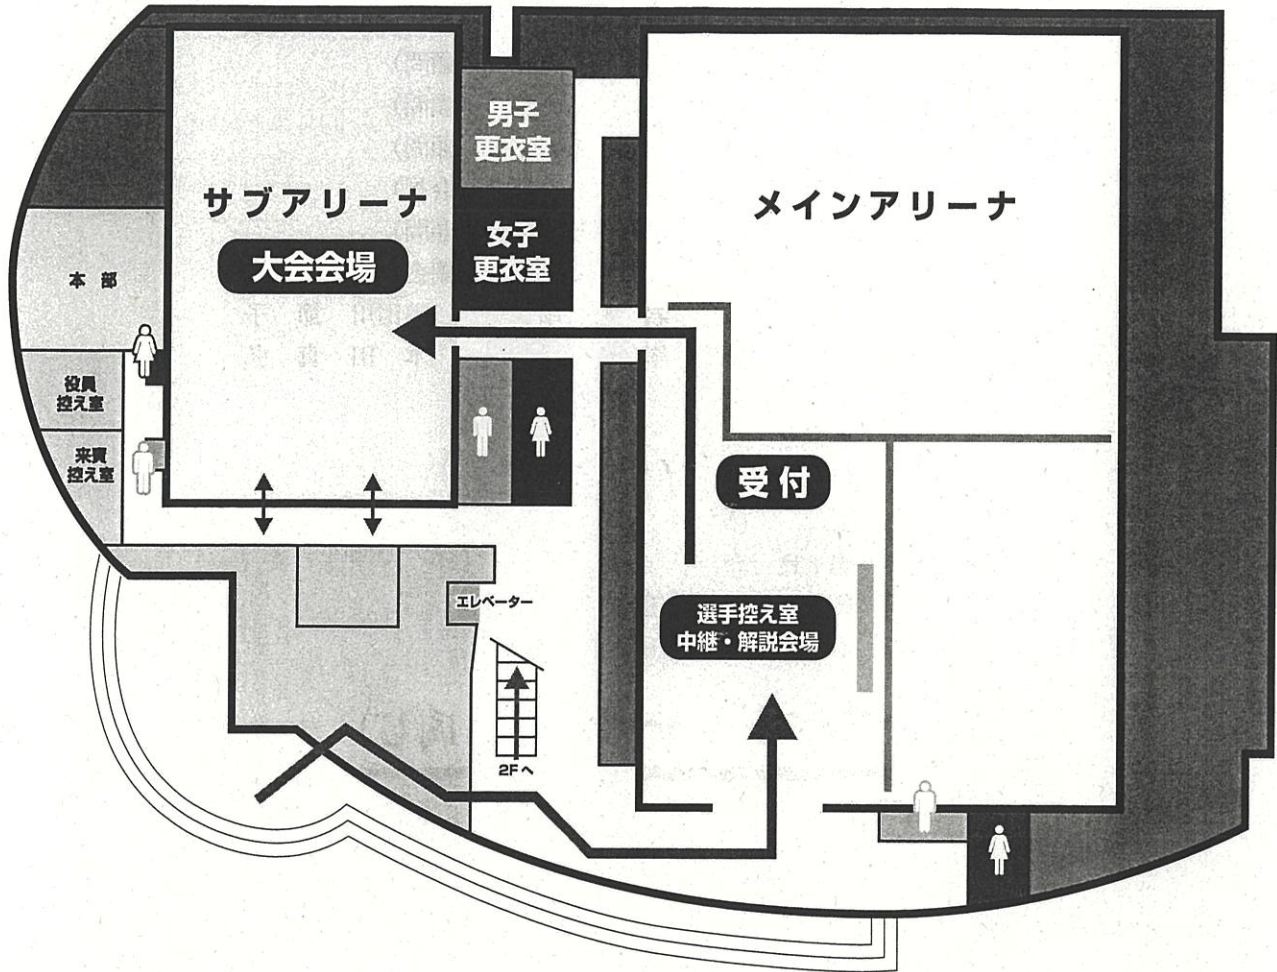 男子
更衣室
サブアリーナ
メインアリーナ
女子
更衣室
大会会場
本部
役員
控え室
受付
来賓
控え室
エレベーター
選手控え室
中継・解説会場
2Fへ